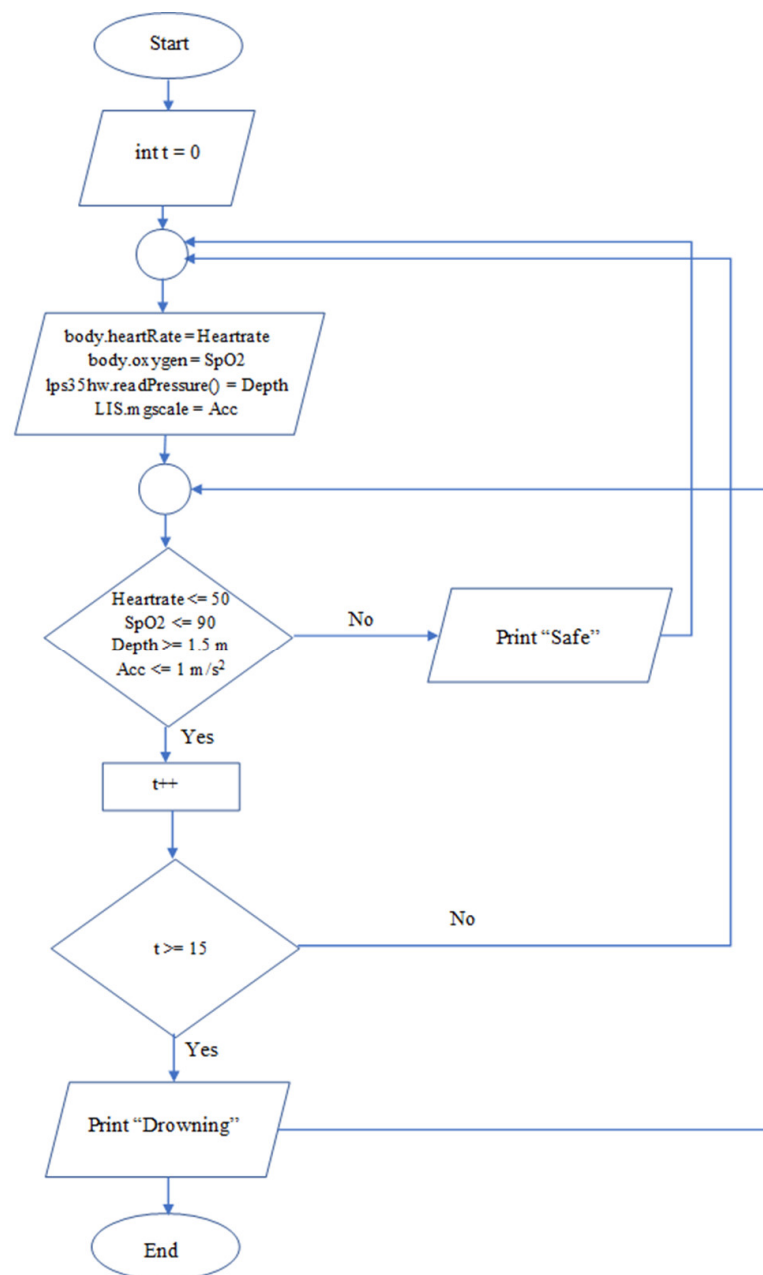 Start
int t = 0
body.heartRate = Heartrate
body.oxygen = SpO2
lps35hw.readPressure() = Depth
LIS.mgscale = Acc
Heartrate <= 50
SpO2 <= 90
Depth >= 1.5 m
Acc <= 1 m/s²
No
Print “Safe”
Yes
t++
t >= 15
No
Yes
Print “Drowning”
End